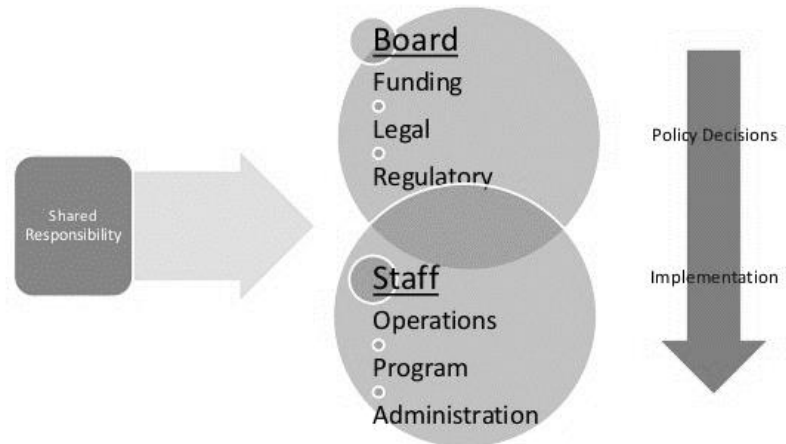 Board
Funding
Legal
Regulatory
Shared
Responsibility
Staff
Operations
Program
Administration
Policy Decisions
Implementation